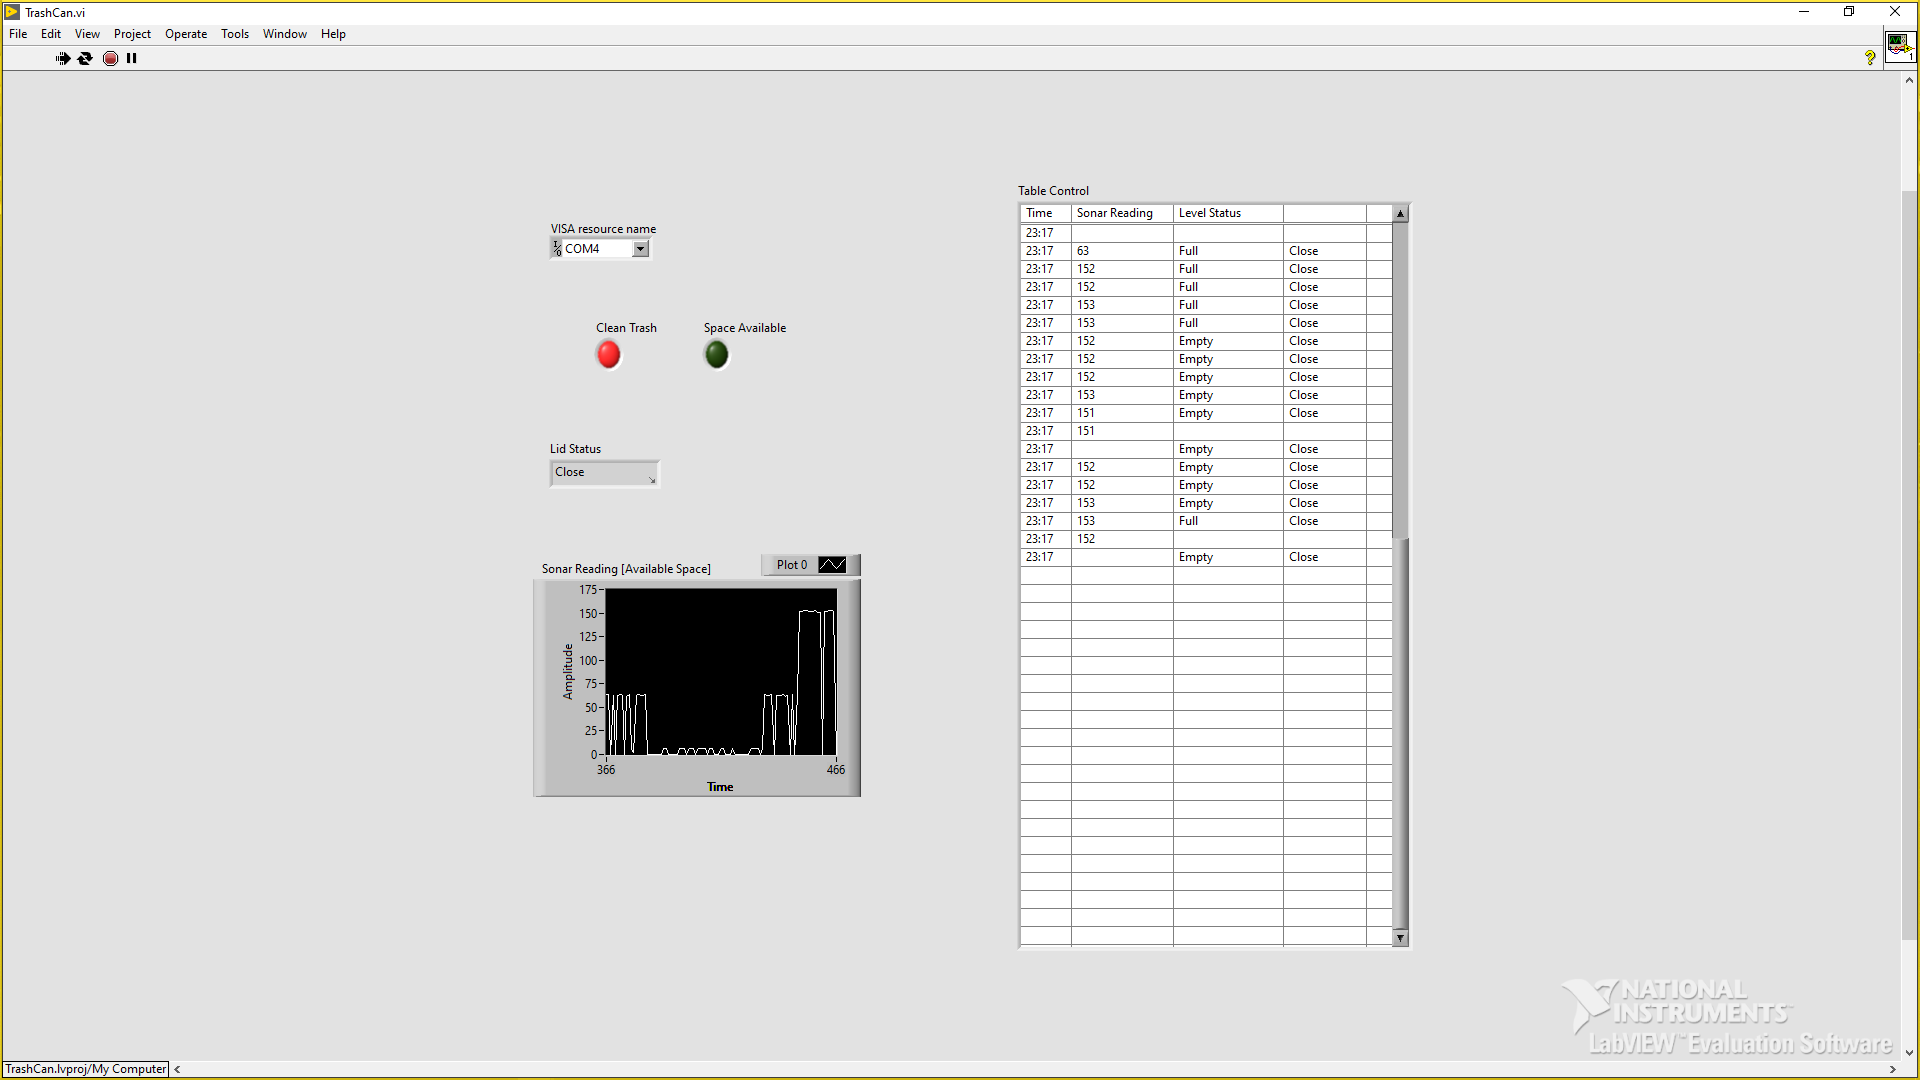 TrashCan.vi
File Edit View Project Operate Tools Window Help
1
VISA resource name
COM4
Clean Trash Space Available
Lid Status
Close
Sonar Reading [Available Space]
Plot 0
175
150
125
100
75
50
25
0
Amplitude
366 466
Time
Table Control
Time Sonar Reading Level Status
23:17
23:17 63 Full Close
23:17 152 Full Close
23:17 152 Full Close
23:17 153 Full Close
23:17 153 Full Close
23:17 152 Empty Close
23:17 152 Empty Close
23:17 152 Empty Close
23:17 153 Empty Close
23:17 151 Empty Close
23:17 151
23:17 Empty Close
23:17 152 Empty Close
23:17 152 Empty Close
23:17 153 Empty Close
23:17 153 Full Close
23:17 152
23:17 Empty Close
NATIONAL
INSTRUMENTS™
LabVIEW™ Evaluation Software
TrashCan.lvproj/My Computer